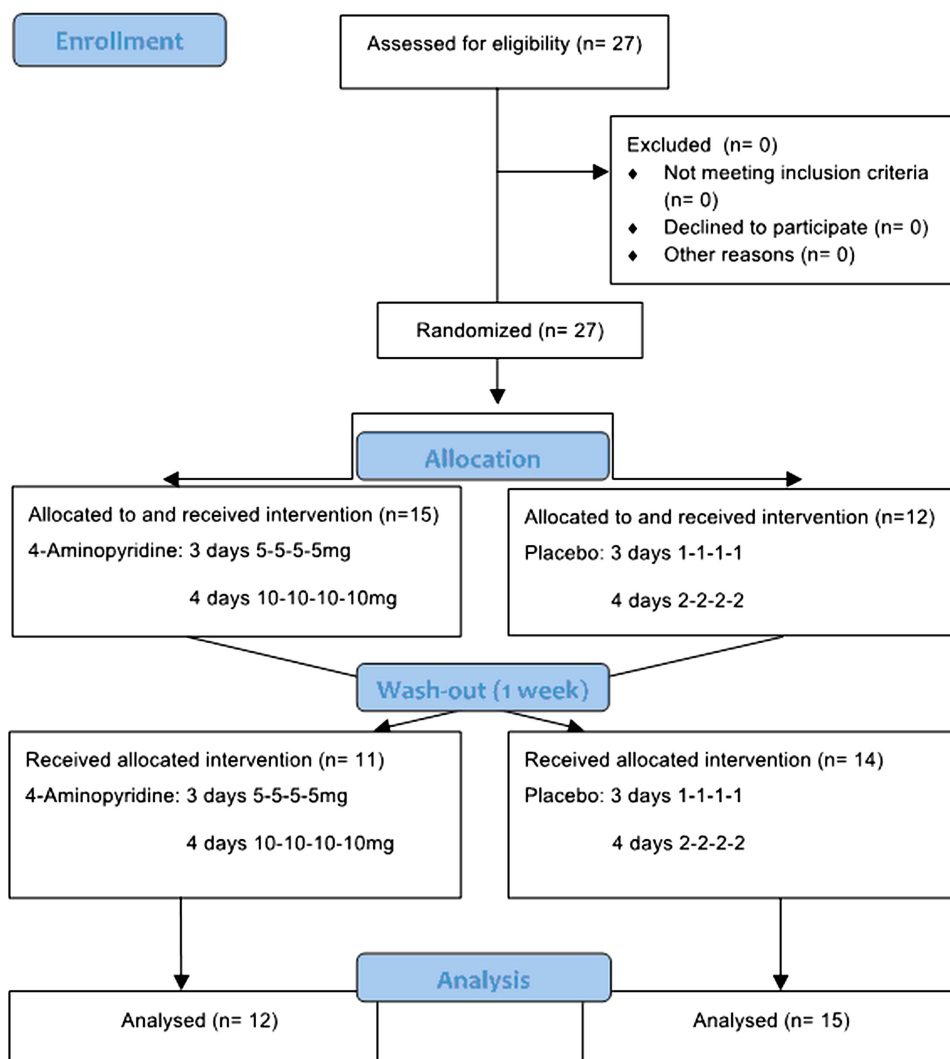 Enrollment
Assessed for eligibility (n= 27)
Excluded (n= 0)
♦ Not meeting inclusion criteria
(n= 0)
♦ Declined to participate (n= 0)
♦ Other reasons (n= 0)
Randomized (n= 27)
Allocation
Allocated to and received intervention (n=15)
4-Aminopyridine: 3 days 5-5-5-5mg
4 days 10-10-10-10mg
Allocated to and received intervention (n=12)
Placebo: 3 days 1-1-1-1
4 days 2-2-2-2
Wash-out (1 week)
Received allocated intervention (n= 11)
4-Aminopyridine: 3 days 5-5-5-5mg
4 days 10-10-10-10mg
Received allocated intervention (n= 14)
Placebo: 3 days 1-1-1-1
4 days 2-2-2-2
Analysis
Analysed (n= 12)
Analysed (n= 15)